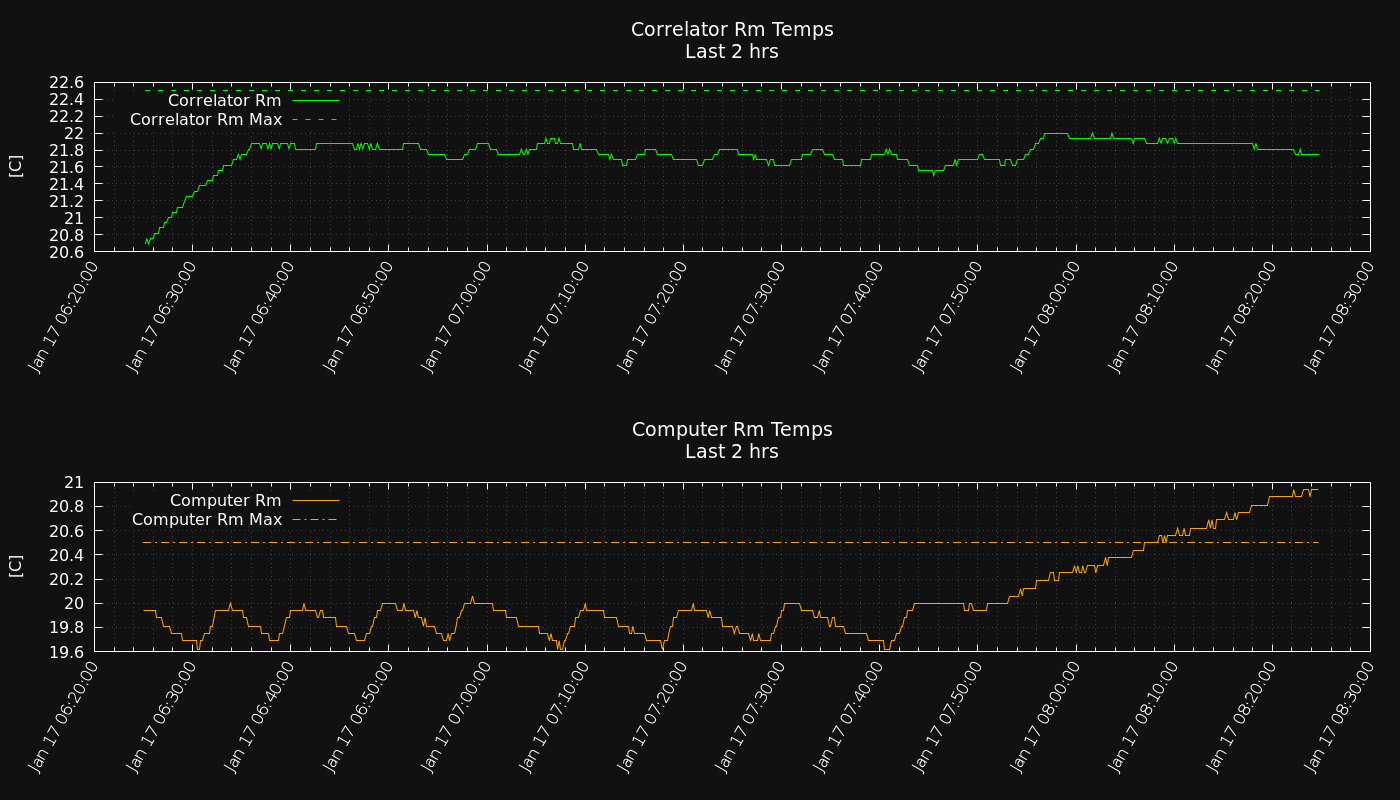 Correlator Rm Temps
Last 2 hrs
22.6
22.4
22.2
22
21.8
21.6
21.4
21.2
21
20.8
20.6
[C]
Correlator Rm
Correlator Rm Max
Jan 17 06:20:00
Jan 17 06:30:00
Jan 17 06:40:00
Jan 17 06:50:00
Jan 17 07:00:00
Jan 17 07:10:00
Jan 17 07:20:00
Jan 17 07:30:00
Jan 17 07:40:00
Jan 17 07:50:00
Jan 17 08:00:00
Jan 17 08:10:00
Jan 17 08:20:00
Jan 17 08:30:00
Computer Rm Temps
Last 2 hrs
21
20.8
20.6
20.4
20.2
20
19.8
19.6
[C]
Computer Rm
Computer Rm Max
Jan 17 06:20:00
Jan 17 06:30:00
Jan 17 06:40:00
Jan 17 06:50:00
Jan 17 07:00:00
Jan 17 07:10:00
Jan 17 07:20:00
Jan 17 07:30:00
Jan 17 07:40:00
Jan 17 07:50:00
Jan 17 08:00:00
Jan 17 08:10:00
Jan 17 08:20:00
Jan 17 08:30:00